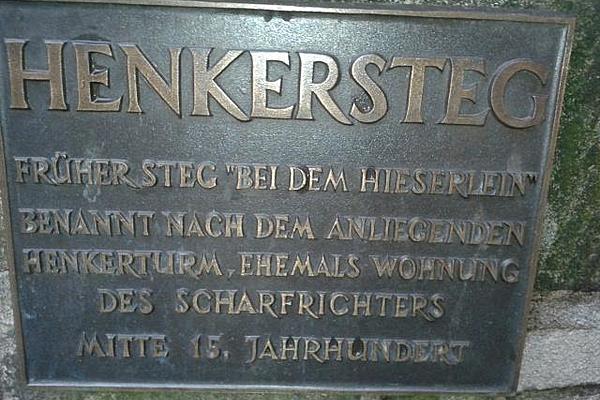 HENKERSTEG
FRÜHER STEG "BEI DEM HIESERLEIN"
BENANNT NACH DEM ANLIEGENDEN
HENKERTURM, EHEMALS WOHNUNG
DES SCHARFRICHTERS
MITTE 15. JAHRHUNDERT